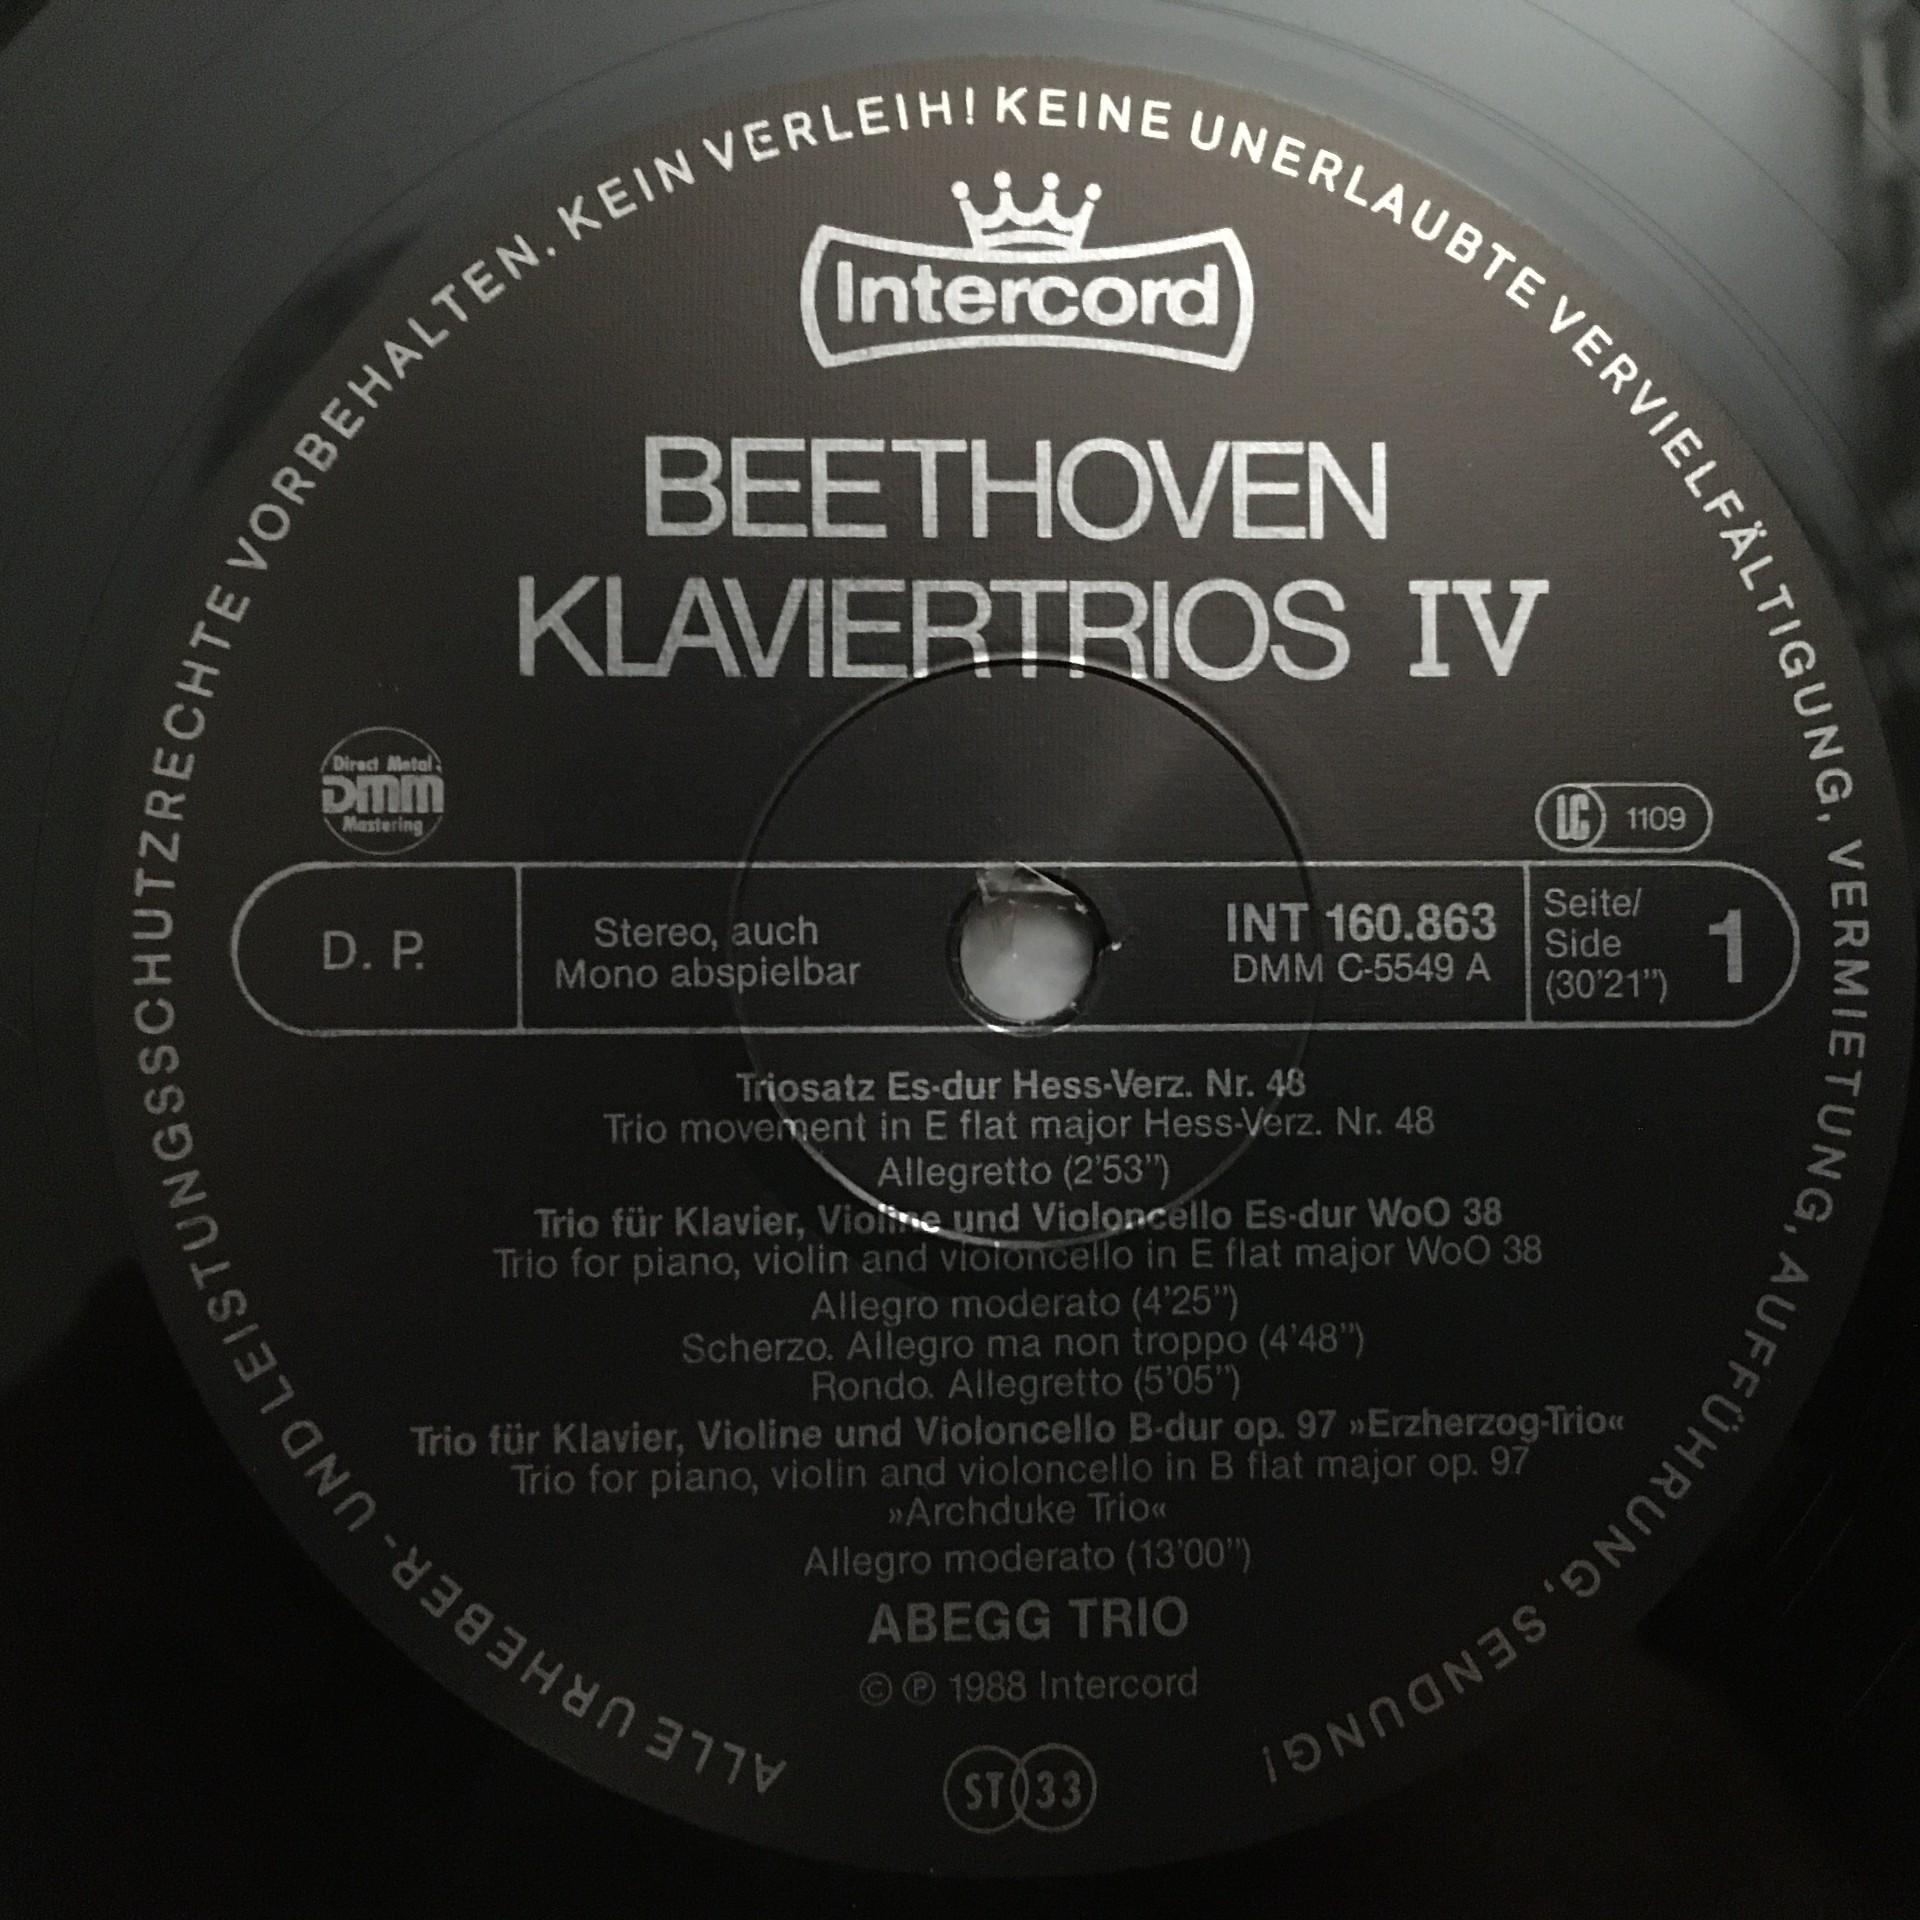 ALLE URHEBER- UND LEISTUNGSSCHUTZRECHTE VORBEHALTEN. KEIN VERLEIH! KEINE UNERLAUBTE VERVIELFÄLTIGUNG, VERMIETUNG, AUFFÜHRUNG, SENDUNG!
Intercord
BEETHOVEN
KLAVIERTRIOS IV
Direct Metal
DMM
Mastering
LC 1109
D. P.
Stereo, auch
Mono abspielbar
INT 160.863
DMM C-5549 A
Seite/
Side
(30'21")
1
Triosatz Es-dur Hess-Verz. Nr. 48
Trio movement in E flat major Hess-Verz. Nr. 48
Allegretto (2'53")
Trio für Klavier, Violine und Violoncello Es-dur WoO 38
Trio for piano, violin and violoncello in E flat major WoO 38
Allegro moderato (4'25")
Scherzo. Allegro ma non troppo (4'48")
Rondo. Allegretto (5'05")
Trio für Klavier, Violine und Violoncello B-dur op. 97 »Erzherzog-Trio«
Trio for piano, violin and violoncello in B flat major op. 97
»Archduke Trio«
Allegro moderato (13'00")
ABEGG TRIO
© ℗ 1988 Intercord
ST 33